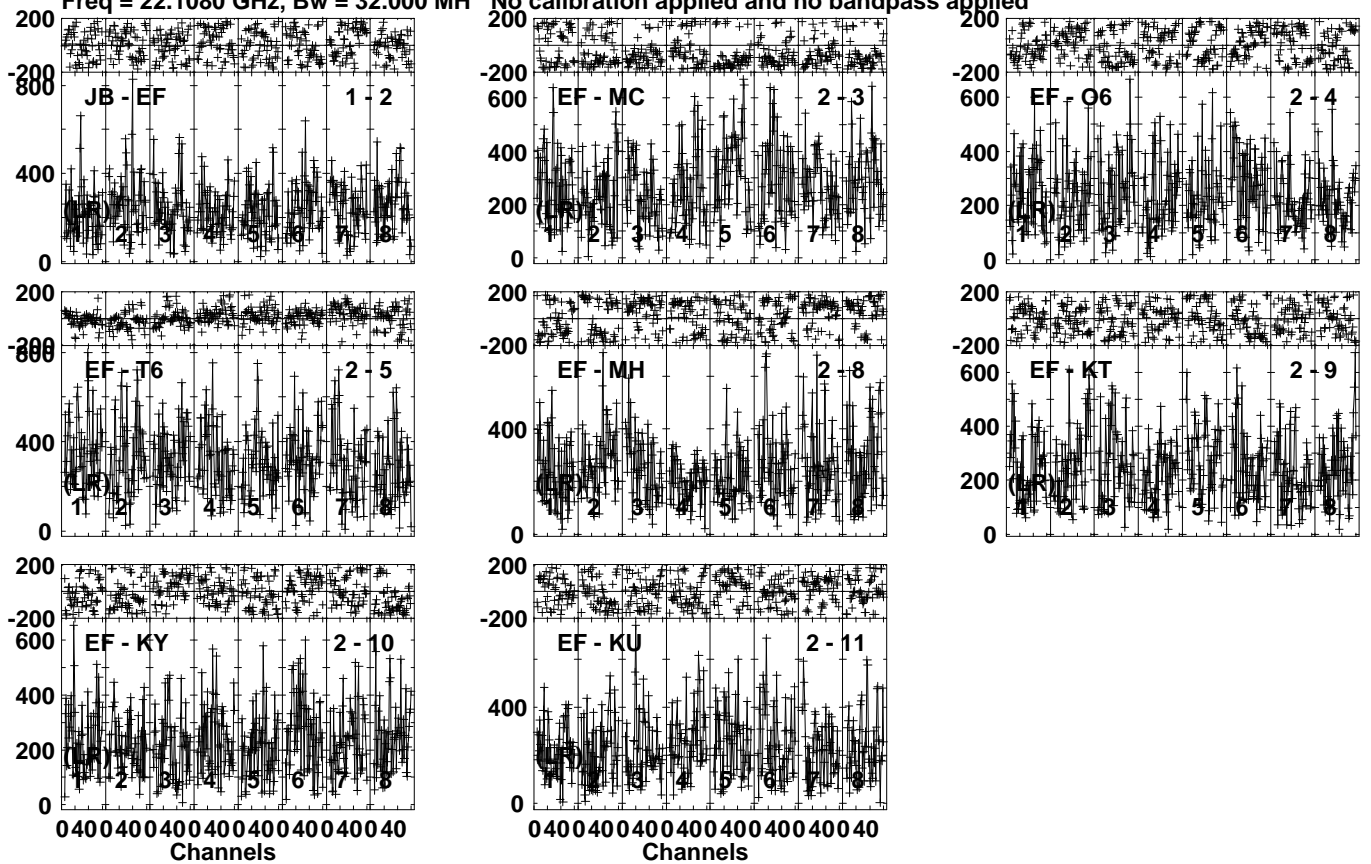 Freq = 22.1080 GHz, Bw = 32.000 MH No calibration applied and no bandpass applied
200
-200
800
400
0
JB - EF 1 - 2
(LR)
1 2 3 4 5 6 7 8
200
-200
600
400
200
0
EF - MC 2 - 3
(LR)
1 2 3 4 5 6 7 8
200
-200
600
400
200
0
EF - O6 2 - 4
(LR)
1 2 3 4 5 6 7 8
200
-200
800
400
0
EF - T6 2 - 5
(LR)
1 2 3 4 5 6 7 8
200
-200
400
0
EF - MH 2 - 8
(LR)
1 2 3 4 5 6 7 8
200
-200
600
400
200
0
EF - KT 2 - 9
(LR)
1 2 3 4 5 6 7 8
200
-200
600
400
200
0
EF - KY 2 - 10
(LR)
1 2 3 4 5 6 7 8
0 40 0 40 0 40 0 40 0 40 0 40 0 40 0 40
Channels
200
-200
400
0
EF - KU 2 - 11
(LR)
1 2 3 4 5 6 7 8
0 40 0 40 0 40 0 40 0 40 0 40 0 40 0 40
Channels